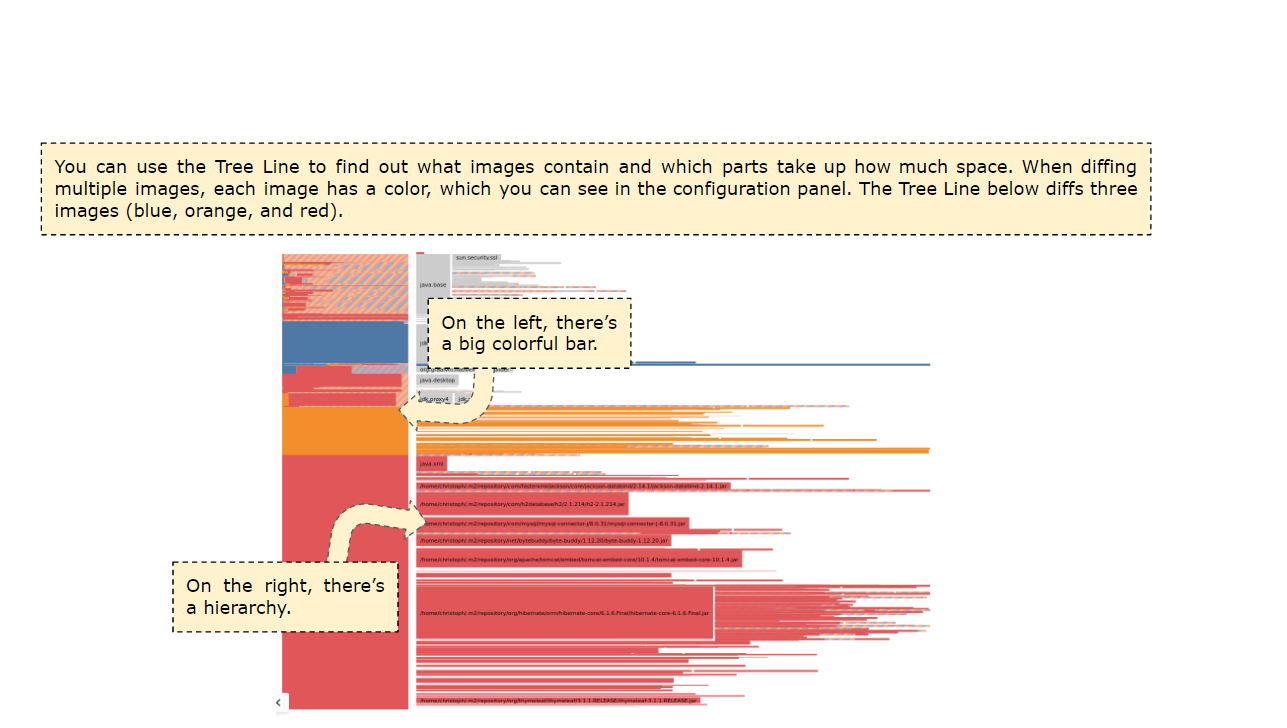 You can use the Tree Line to find out what images contain and which parts take up how much space. When diffing
multiple images, each image has a color, which you can see in the configuration panel. The Tree Line below diffs three
images (blue, orange, and red).
sun.security.ssl
java.base
On the left, there’s
a big colorful bar.
java.desktop
jdk.proxy4
java.xml
/home/christoph/.m2/repository/com/fasterxml/jackson/core/jackson-databind/2.14.1/jackson-databind-2.14.1.jar
/home/christoph/.m2/repository/com/h2database/h2/2.1.214/h2-2.1.214.jar
/home/christoph/.m2/repository/com/mysql/mysql-connector-j/8.0.31/mysql-connector-j-8.0.31.jar
/home/christoph/.m2/repository/net/bytebuddy/byte-buddy/1.12.20/byte-buddy-1.12.20.jar
/home/christoph/.m2/repository/org/apache/tomcat/embed/tomcat-embed-core/10.1.4/tomcat-embed-core-10.1.4.jar
On the right, there’s
a hierarchy.
/home/christoph/.m2/repository/org/hibernate/orm/hibernate-core/6.1.6.Final/hibernate-core-6.1.6.Final.jar
/home/christoph/.m2/repository/org/thymeleaf/thymeleaf/3.1.1.RELEASE/thymeleaf-3.1.1.RELEASE.jar